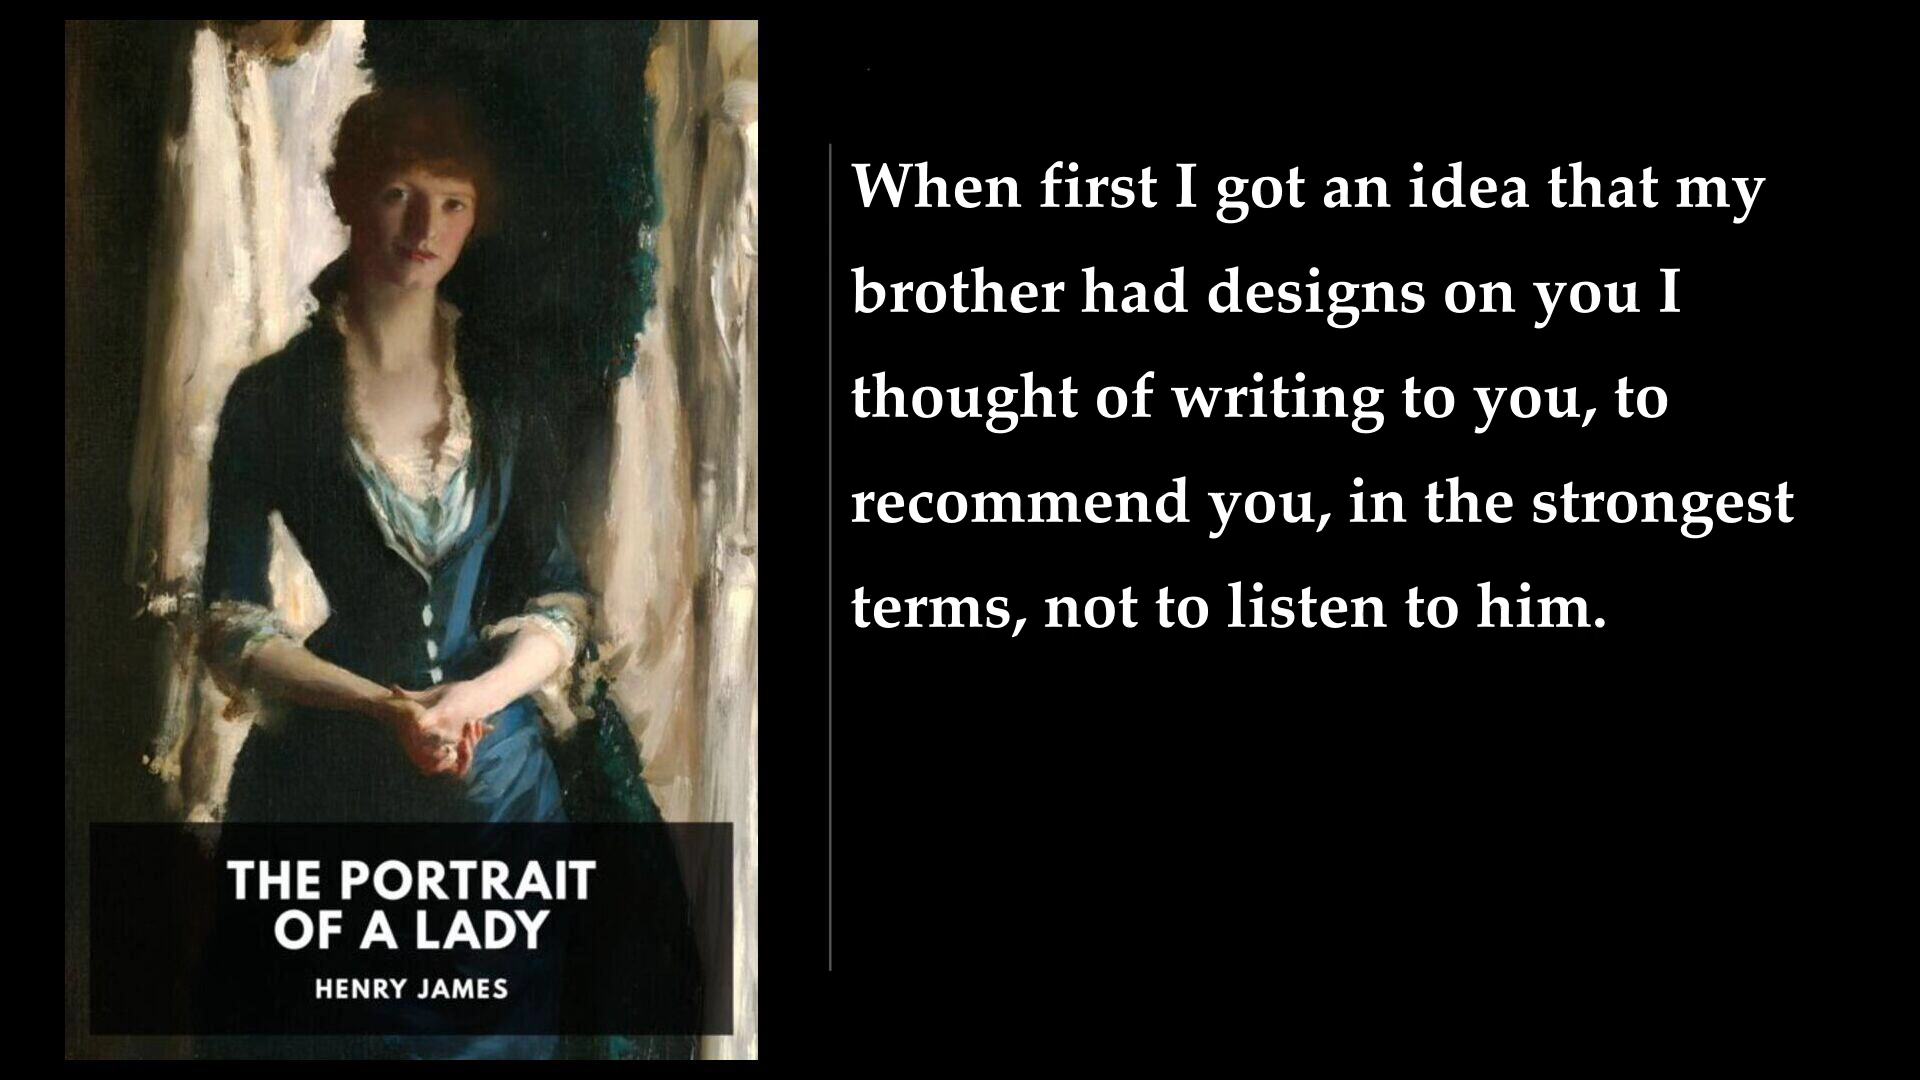 THE PORTRAIT
OF A LADY
HENRY JAMES
When first I got an idea that my
brother had designs on you I
thought of writing to you, to
recommend you, in the strongest
terms, not to listen to him.